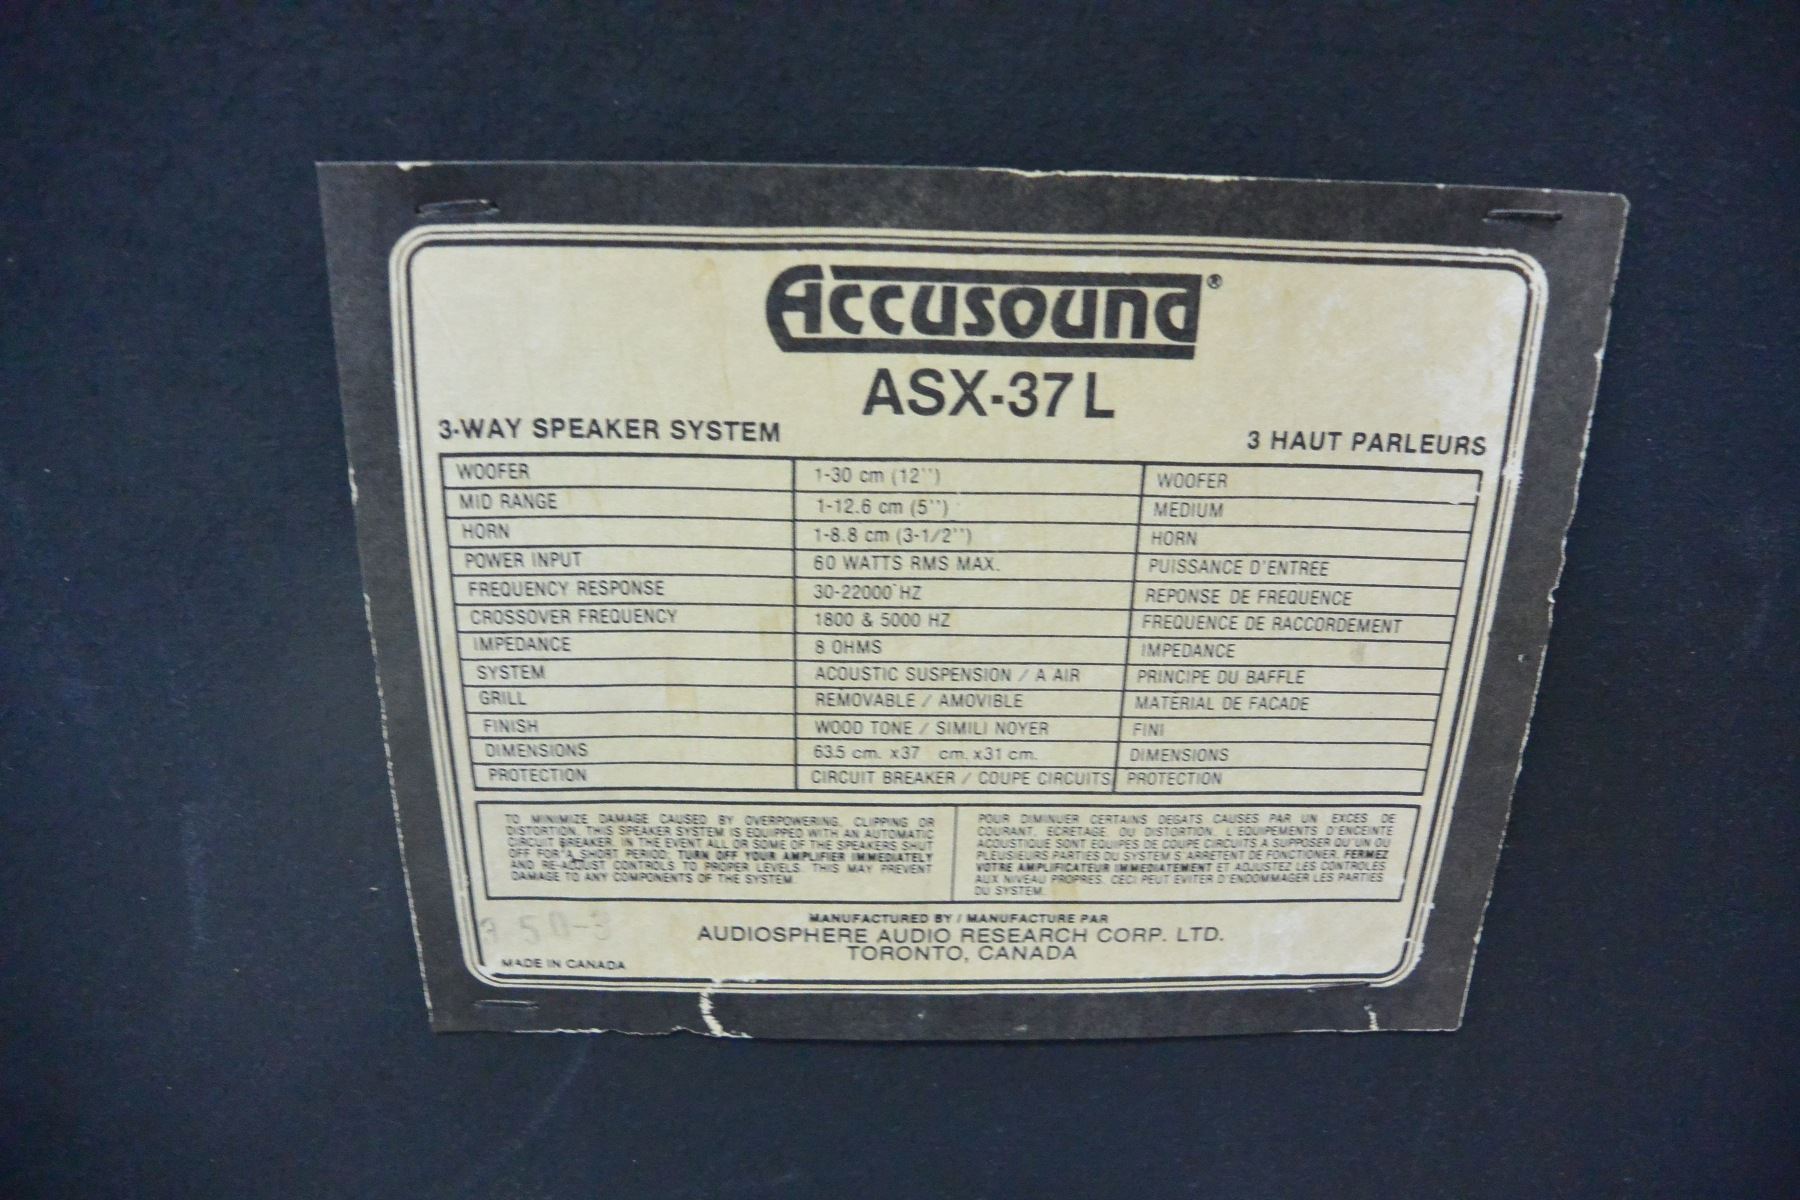 Accusound®
ASX-37L
3-WAY SPEAKER SYSTEM 3 HAUT PARLEURS
WOOFER 1-30 cm (12'') WOOFER
MID RANGE 1-12.6 cm (5'') MEDIUM
HORN 1-8.8 cm (3-1/2'') HORN
POWER INPUT 60 WATTS RMS MAX. PUISSANCE D'ENTREE
FREQUENCY RESPONSE 30-22000 HZ REPONSE DE FREQUENCE
CROSSOVER FREQUENCY 1800 & 5000 HZ FREQUENCE DE RACCORDEMENT
IMPEDANCE 8 OHMS IMPEDANCE
SYSTEM ACOUSTIC SUSPENSION / A AIR PRINCIPE DU BAFFLE
GRILL REMOVABLE / AMOVIBLE MATERIAL DE FACADE
FINISH WOOD TONE / SIMILI NOYER FINI
DIMENSIONS 63.5 cm. x37 cm. x31 cm. DIMENSIONS
PROTECTION CIRCUIT BREAKER / COUPE CIRCUITS PROTECTION
TO MINIMIZE DAMAGE CAUSED BY OVERPOWERING, CLIPPING OR
DISTORTION, THIS SPEAKER SYSTEM IS EQUIPPED WITH AN AUTOMATIC
CIRCUIT BREAKER. IN THE EVENT ALL OR SOME OF THE SPEAKERS SHUT
OFF FOR A SHORT PERIOD, TURN OFF YOUR AMPLIFIER IMMEDIATELY
AND RE-ADJUST CONTROLS TO PROPER LEVELS. THIS MAY PREVENT
DAMAGE TO ANY COMPONENTS OF THE SYSTEM.
POUR DIMINUER CERTAINS DEGATS CAUSES PAR UN EXCES DE
COURANT, ECRETAGE, OU DISTORTION, L'EQUIPEMENTS D'ENCEINTE
ACOUSTIQUE SONT EQUIPES DE COUPE CIRCUITS A SUPPOSER QU'UN OU
PLEUSIEURS PARTIES DU SYSTEM S'ARRETENT DE FONCTIONER, FERMEZ
VOTRE AMPLIFICATEUR IMMEDIATEMENT ET ADJUSTEZ LES CONTROLES
AUX NIVEAU PROPRES. CECI PEUT EVITER D'ENDOMMAGER LES PARTIES
DU SYSTEM.
MANUFACTURED BY / MANUFACTURE PAR
AUDIOSPHERE AUDIO RESEARCH CORP. LTD.
TORONTO, CANADA
MADE IN CANADA